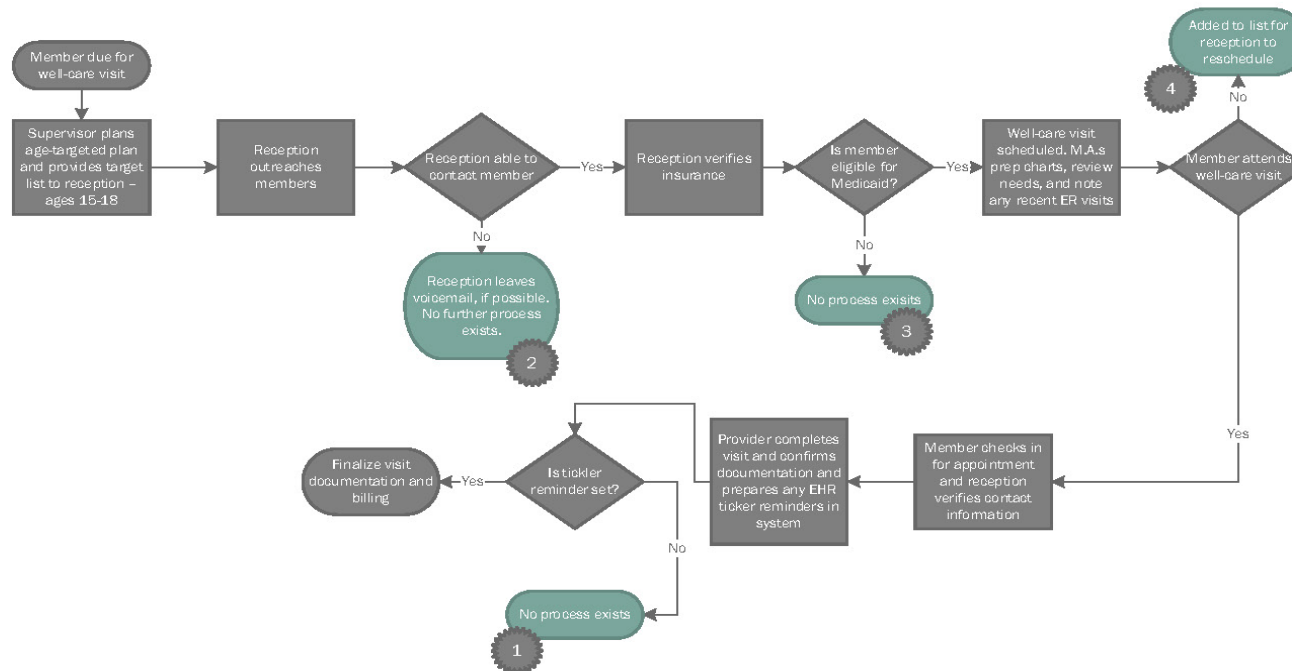 Member due for
well-care visit
Supervisor plans
age-targeted plan
and provides target
list to reception –
ages 15-18
Reception
outreaches
members
Reception able to
contact member
Yes
No
Reception leaves
voicemail, if possible.
No further process
exists.
2
Reception verifies
insurance
Is member
eligible for
Medicaid?
Yes
No
No process exisits
3
Well-care visit
scheduled. M.A.s
prep charts, review
needs, and note
any recent ER visits
Member attends
well-care visit
No
Added to list for
reception to
reschedule
4
Yes
Member checks in
for appointment
and reception
verifies contact
information
Provider completes
visit and confirms
documentation and
prepares any EHR
ticker reminders in
system
Is tickler
reminder set?
Yes
Finalize visit
documentation and
billing
No
No process exists
1